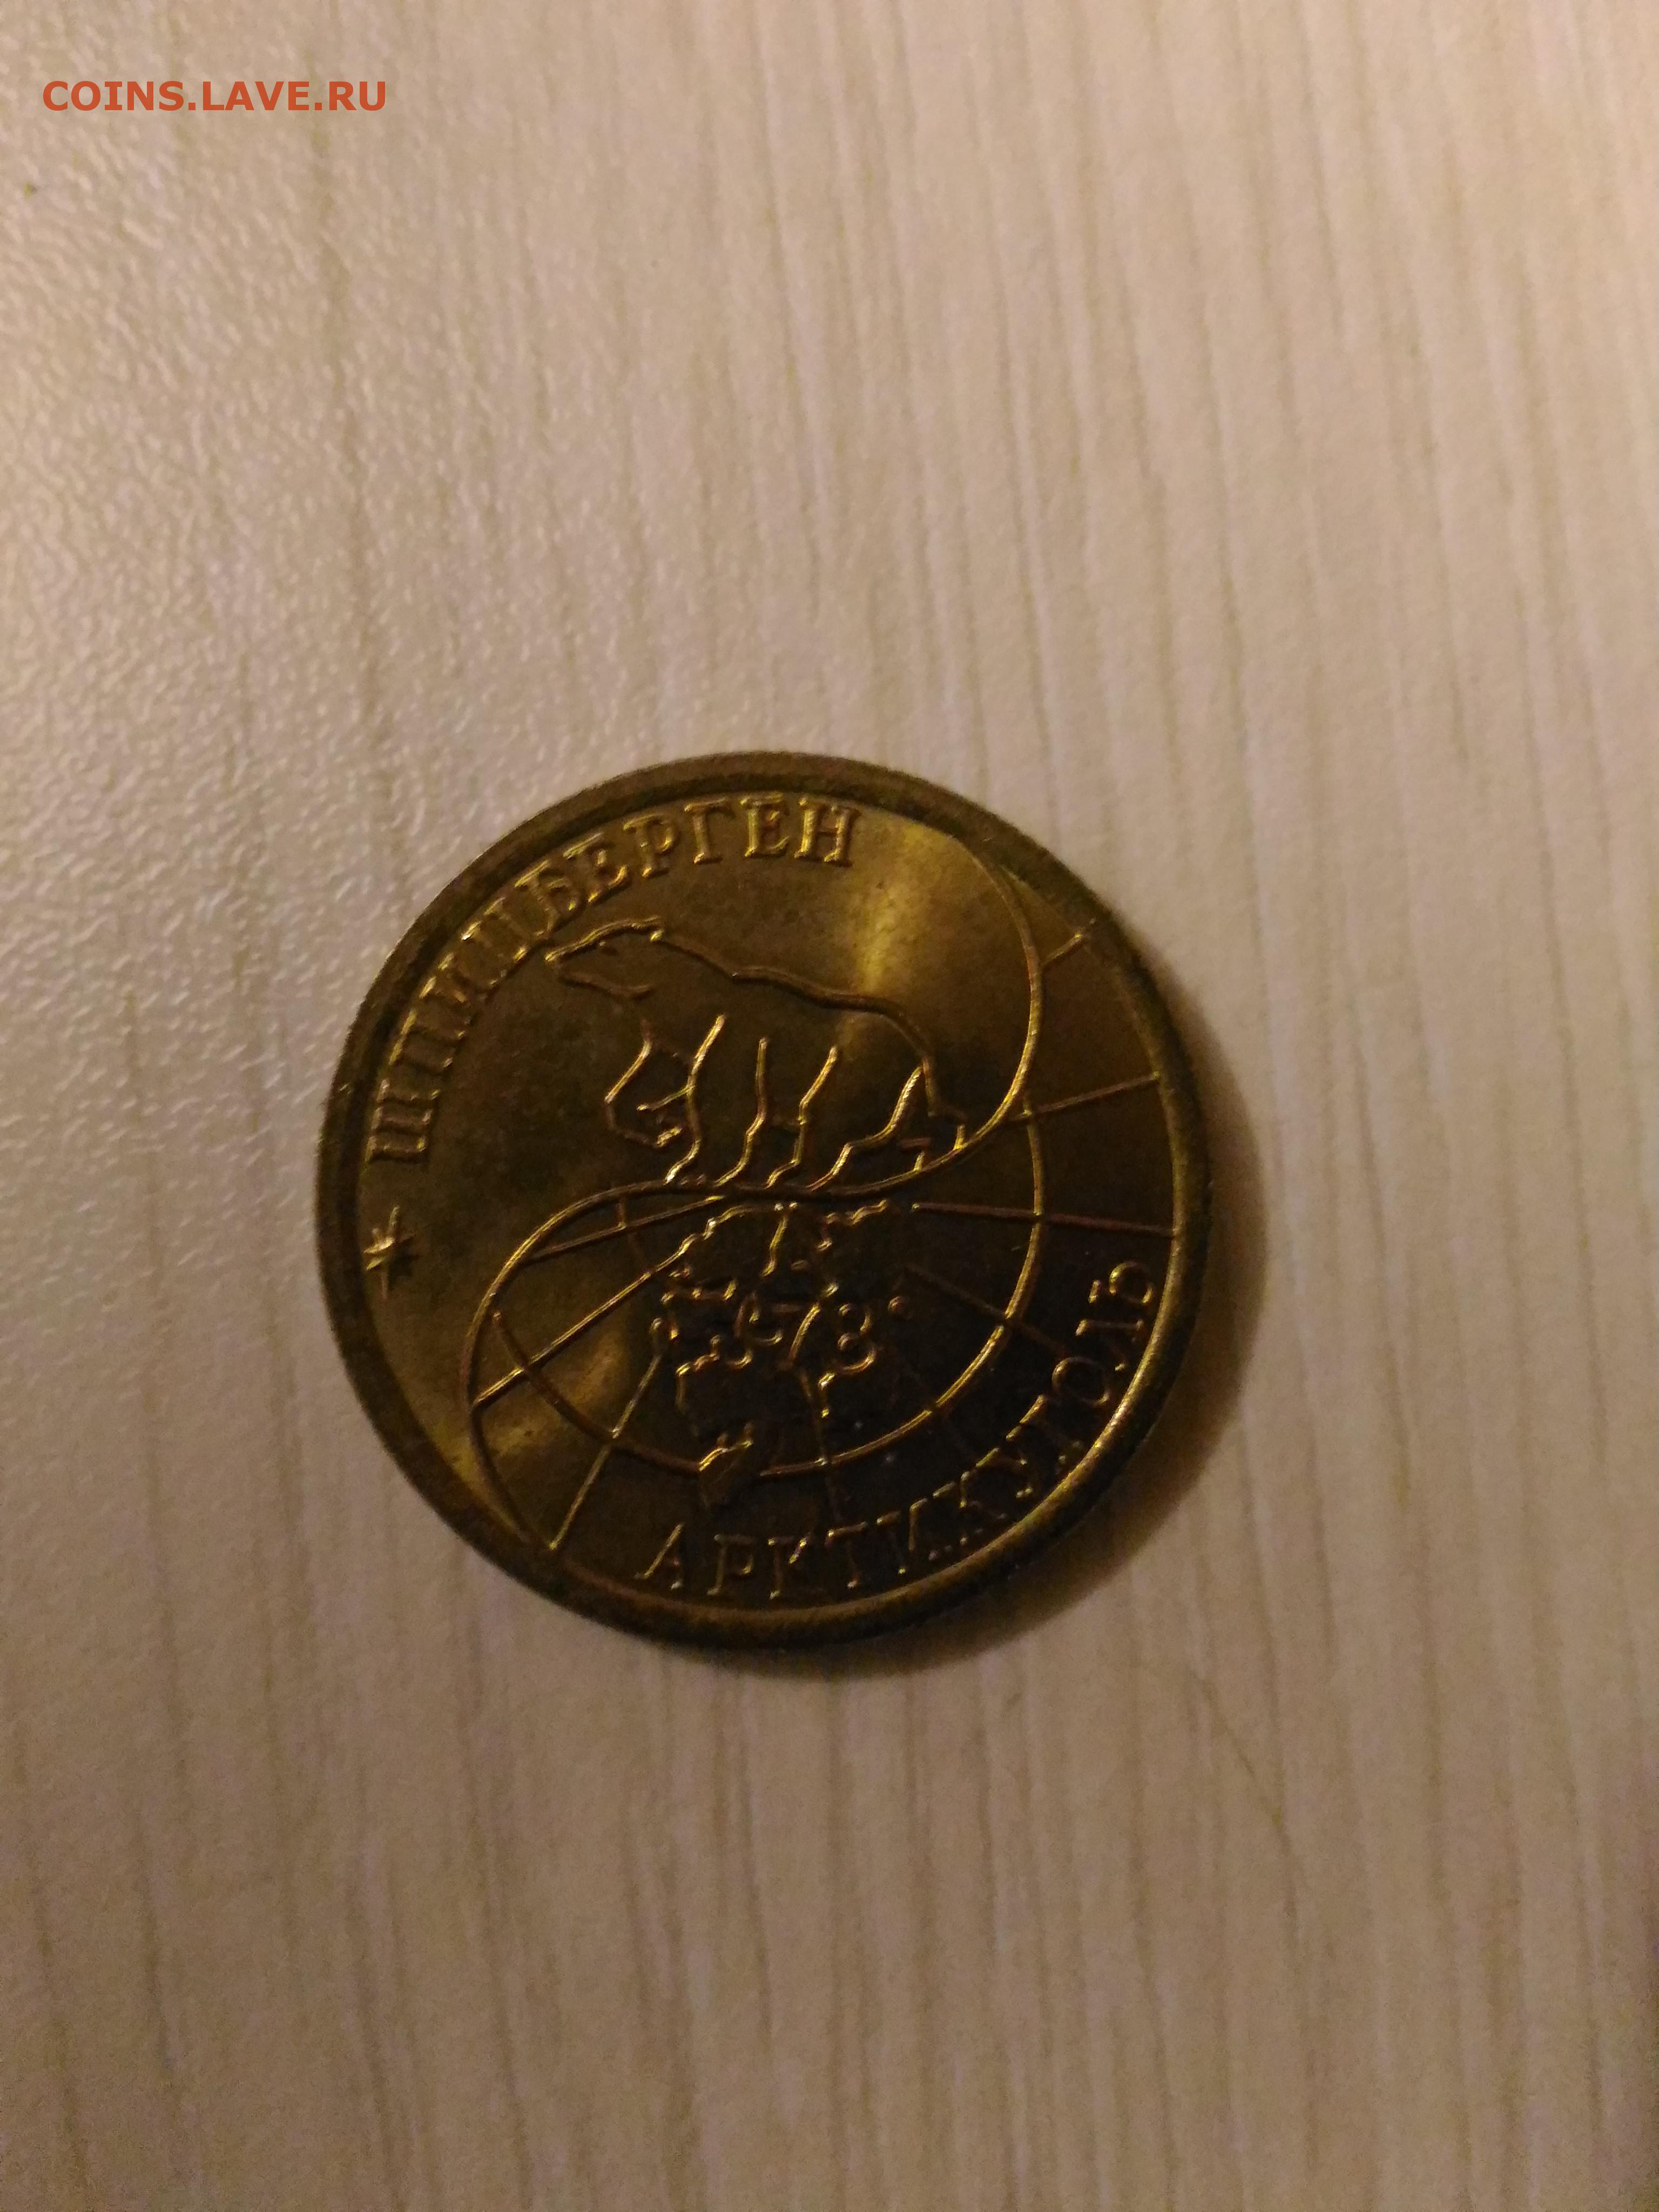 COINS.LAVE.RU
ШПИЦБЕРГЕН
с 78°
АРКТИКУГОЛЬ